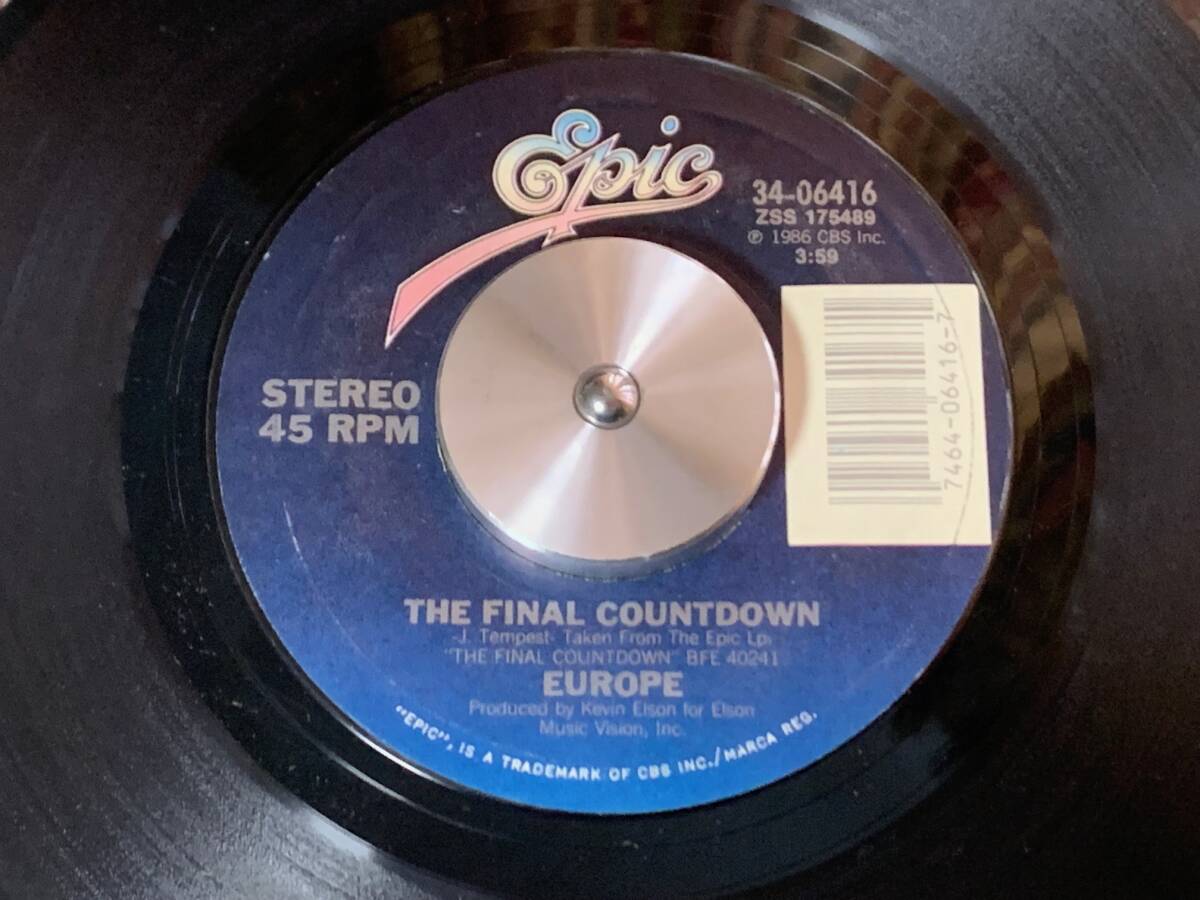 Epic
34-06416
ZSS 175489
℗ 1986 CBS Inc.
3:59
STEREO
45 RPM
7464-06416-7
THE FINAL COUNTDOWN
-J. Tempest- Taken From The Epic Lp:
"THE FINAL COUNTDOWN" BFE 40241
EUROPE
Produced by Kevin Elson for Elson
Music Vision, Inc.
"EPIC", IS A TRADEMARK OF CBS INC./MARCA REG.